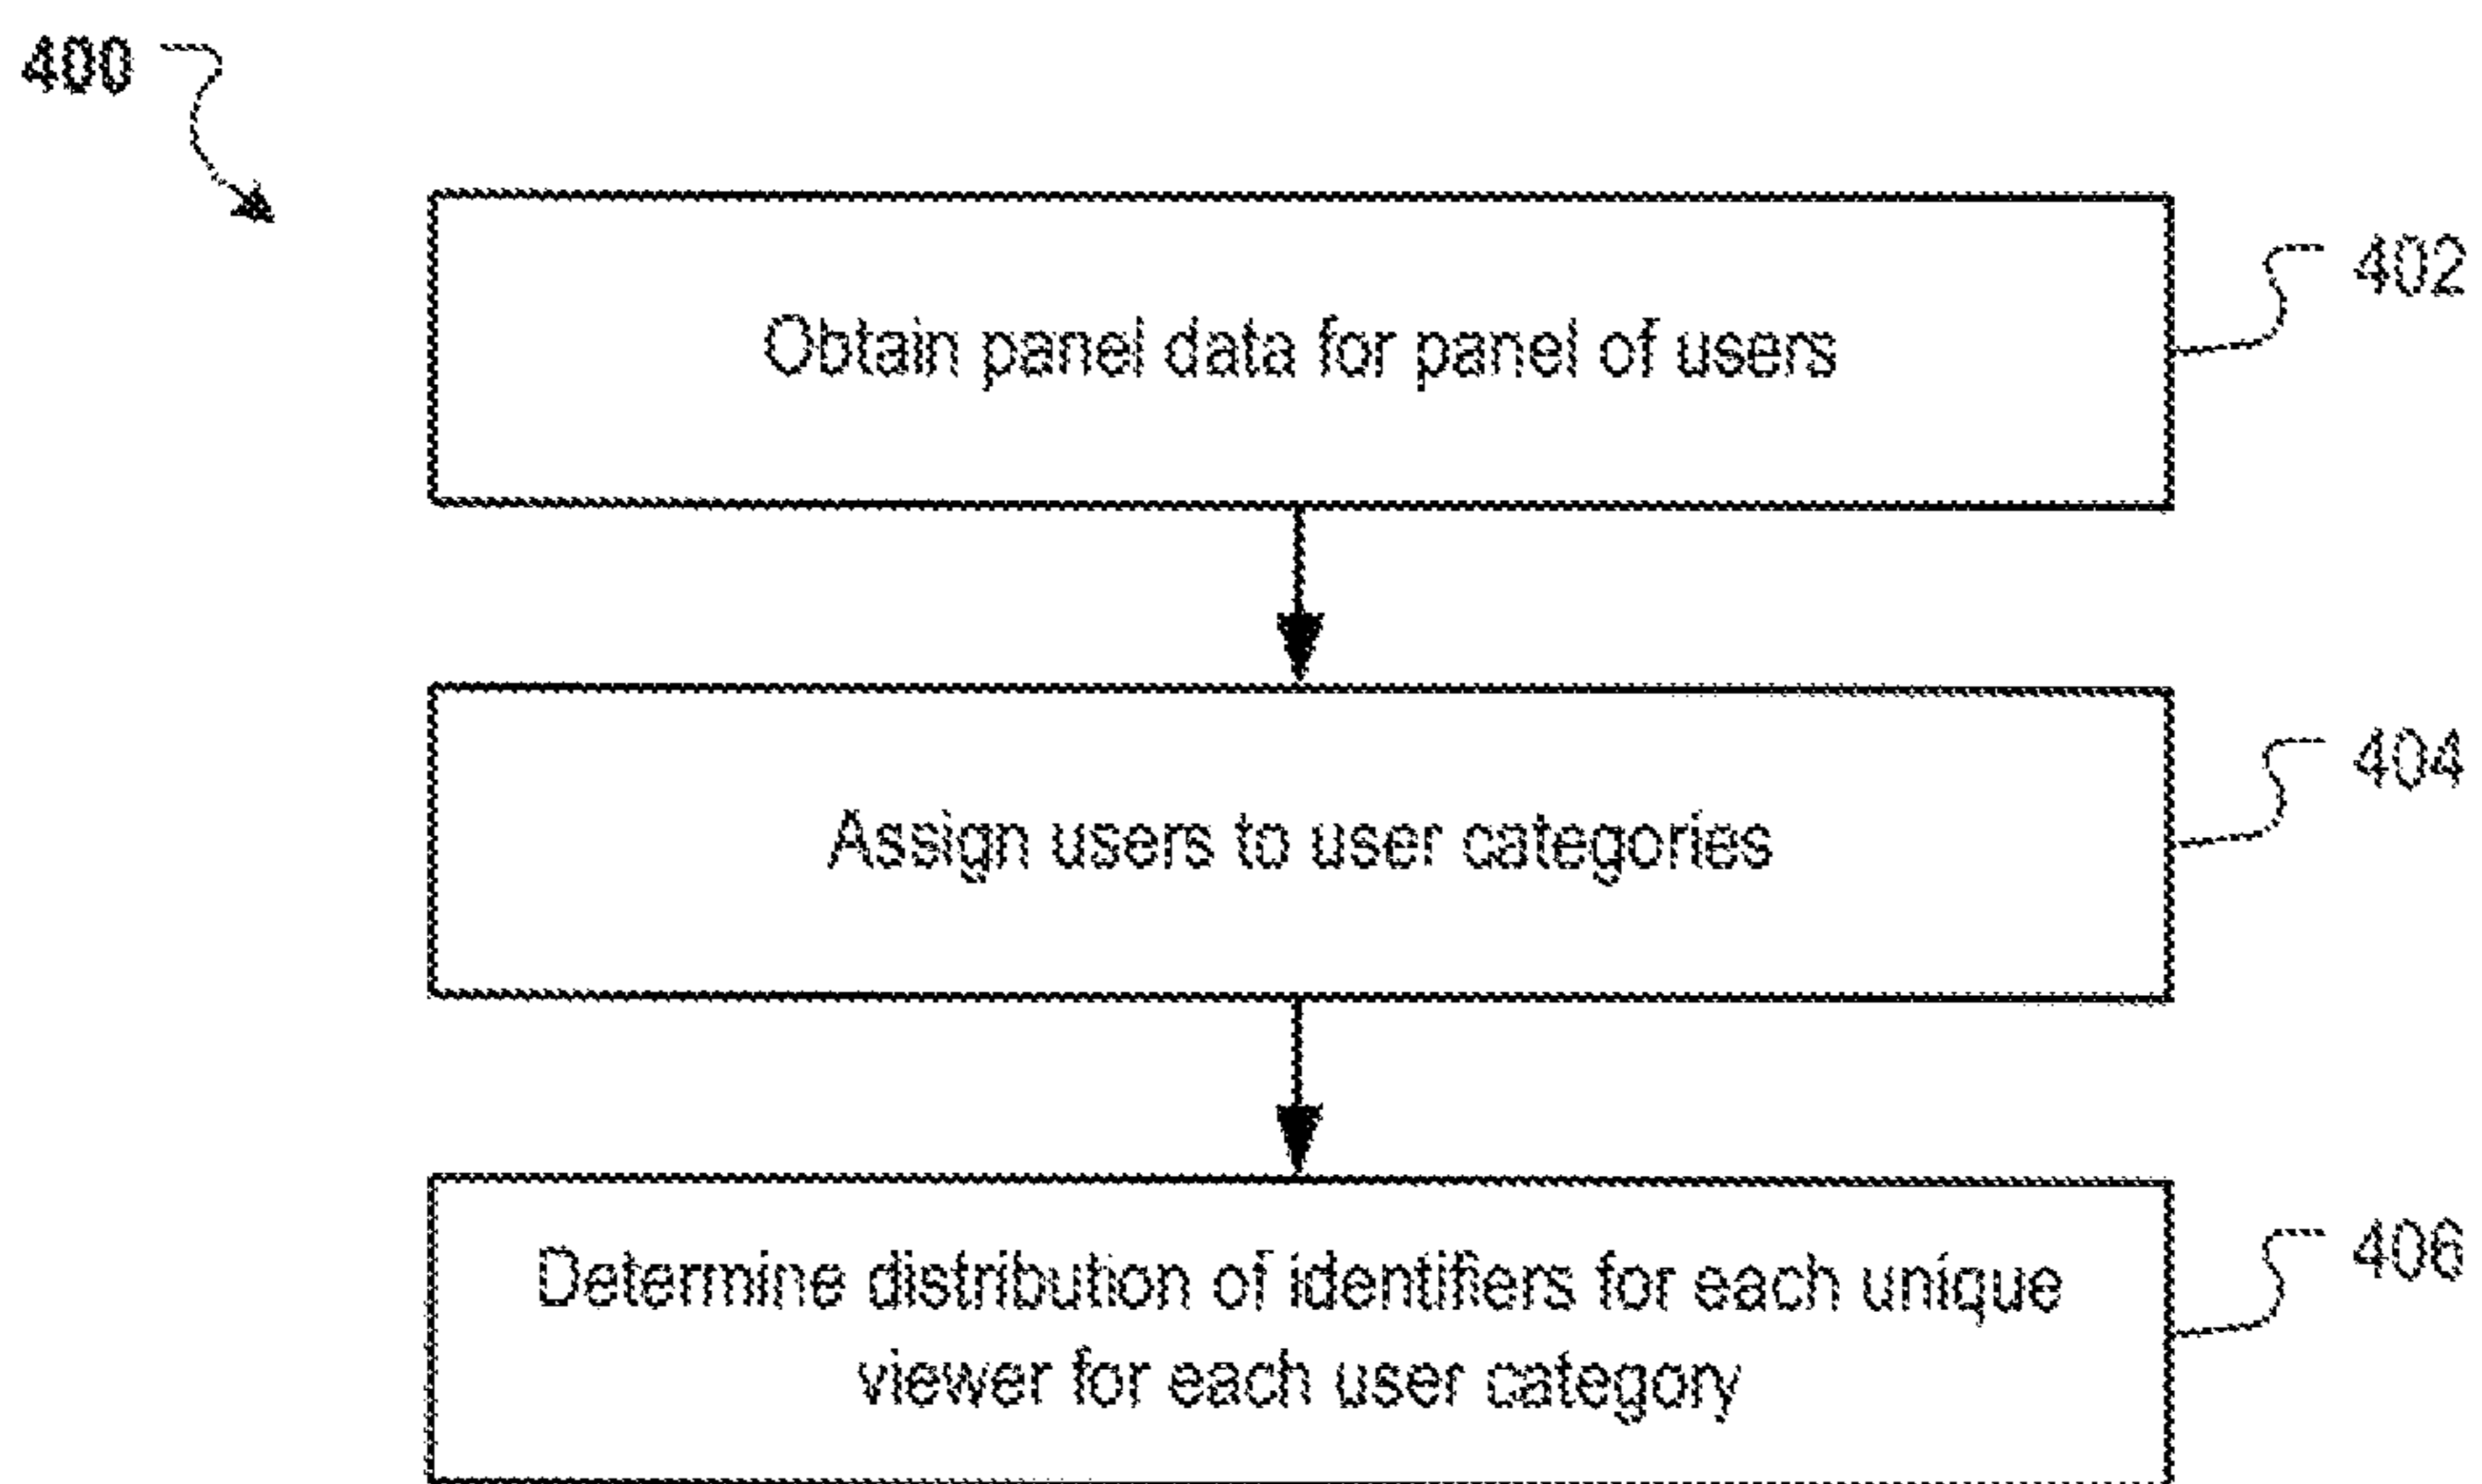 400
402
Obtain panel data for panel of users
404
Assign users to user categories
406
Determine distribution of identifiers for each unique
viewer for each user category